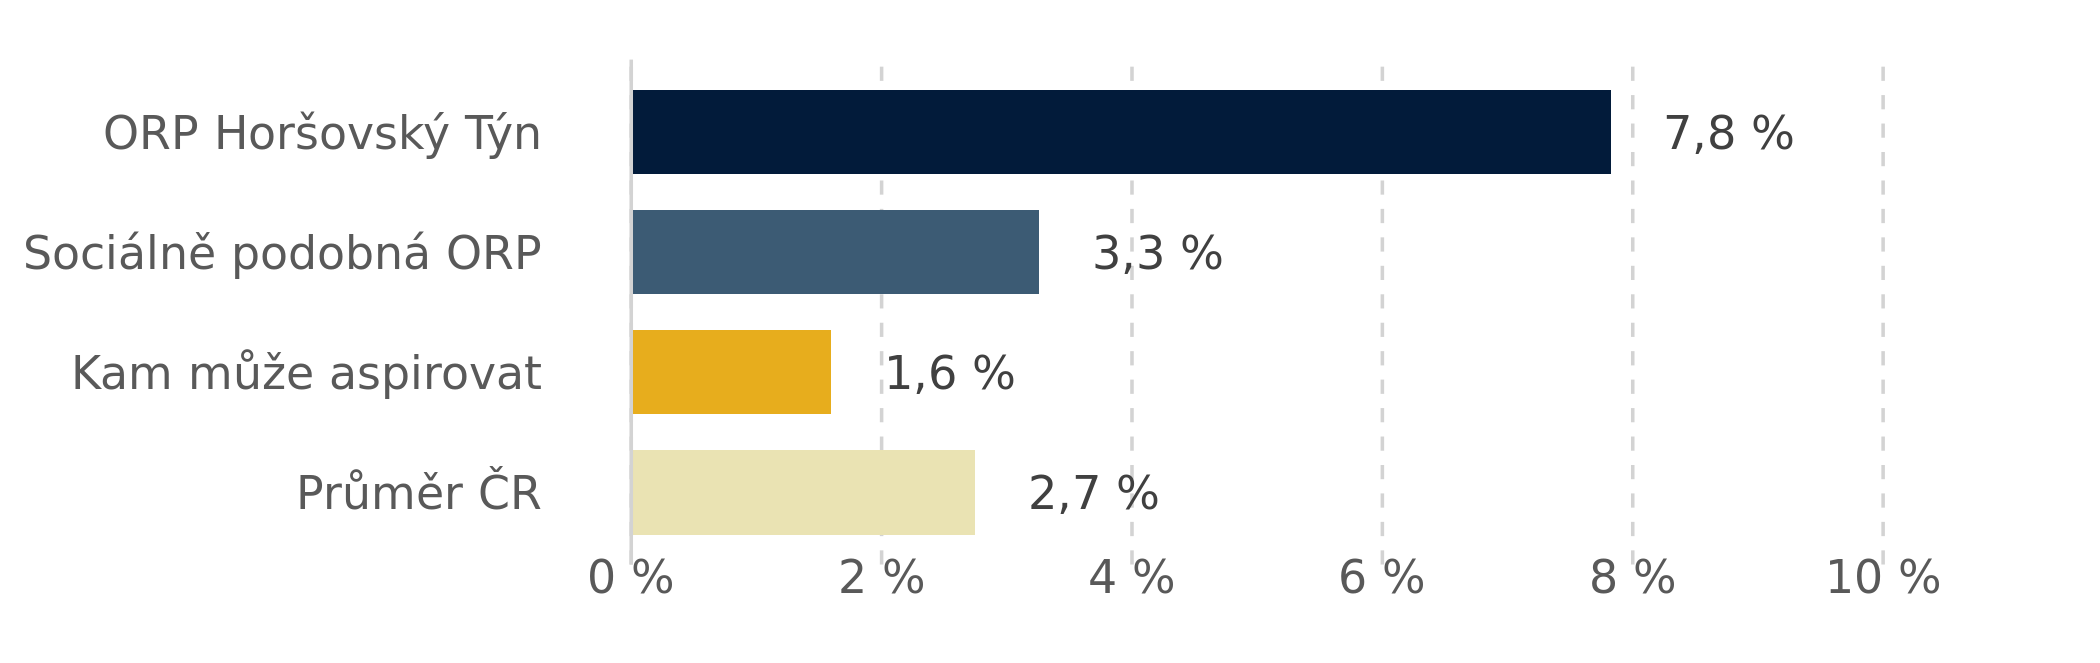 ORP Horšovský Týn
7,8 %
Sociálně podobná ORP
3,3 %
Kam může aspirovat
1,6 %
Průměr ČR
2,7 %
0 %
2 %
4 %
6 %
8 %
10 %